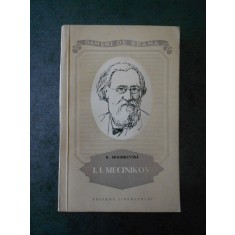 OAMENI DE SEAMĂ
I. I. MECINIKOV
EDITURA TINERETULUI